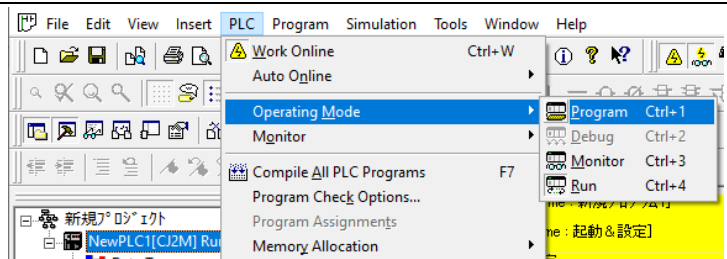 File Edit View Insert PLC Program Simulation Tools Window Help
Work Online Ctrl+W
Auto Online
Operating Mode
Program Ctrl+1
Monitor
Debug Ctrl+2
Compile All PLC Programs F7
Monitor Ctrl+3
Program Check Options...
Run Ctrl+4
Program Assignments
新規プロジェクト
NewPLC1[CJ2M] Ru
me : 起動&設定]
Memory Allocation